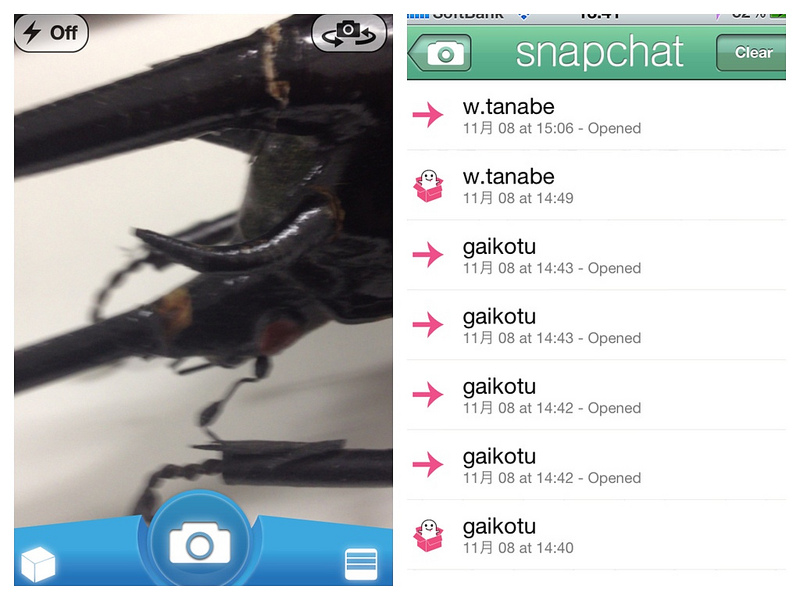 Off
SoftBank
snapchat
Clear
w.tanabe
11月 08 at 15:06 - Opened
w.tanabe
11月 08 at 14:49
gaikotu
11月 08 at 14:43 - Opened
gaikotu
11月 08 at 14:43 - Opened
gaikotu
11月 08 at 14:42 - Opened
gaikotu
11月 08 at 14:42 - Opened
gaikotu
11月 08 at 14:40